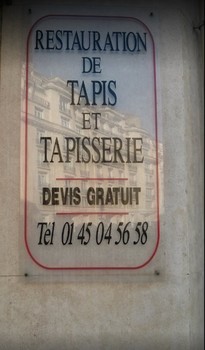 RESTAURATION
DE
TAPIS
ET
TAPISSERIE
DEVIS GRATUIT
Tél 01 45 04 56 58